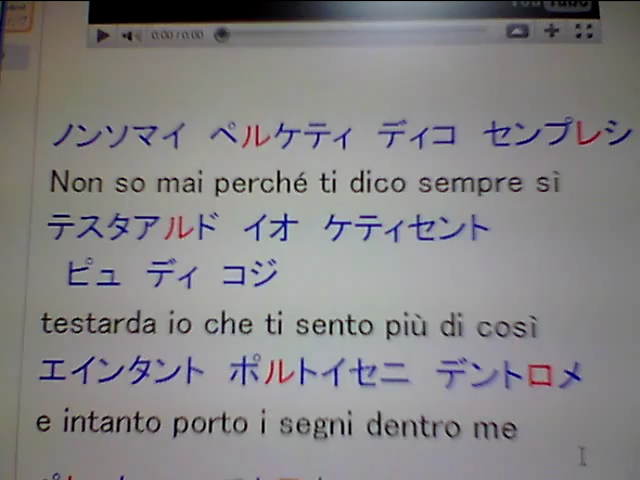 0:00 / 0:00
ノンソマイ ペルケティ ディコ センプレシ
Non so mai perché ti dico sempre sì
テスタアルド イオ ケティセント
ピュ ディ コジ
testarda io che ti sento più di così
エインタント ポルトイセニ デントロメ
e intanto porto i segni dentro me